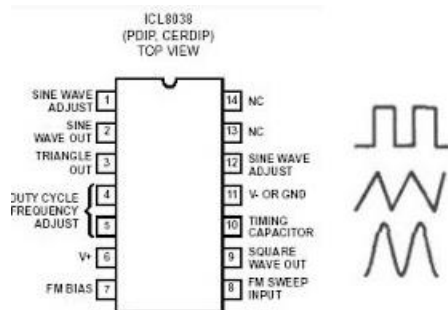 ICL8038
(PDIP, CERDIP)
TOP VIEW
SINE WAVE
ADJUST
1
SINE
WAVE OUT
2
TRIANGLE
OUT
3
DUTY CYCLE
FREQUENCY
ADJUST
4
5
V+
6
FM BIAS
7
14
NC
13
NC
12
SINE WAVE
ADJUST
11
V- OR GND
10
TIMING
CAPACITOR
9
SQUARE
WAVE OUT
8
FM SWEEP
INPUT